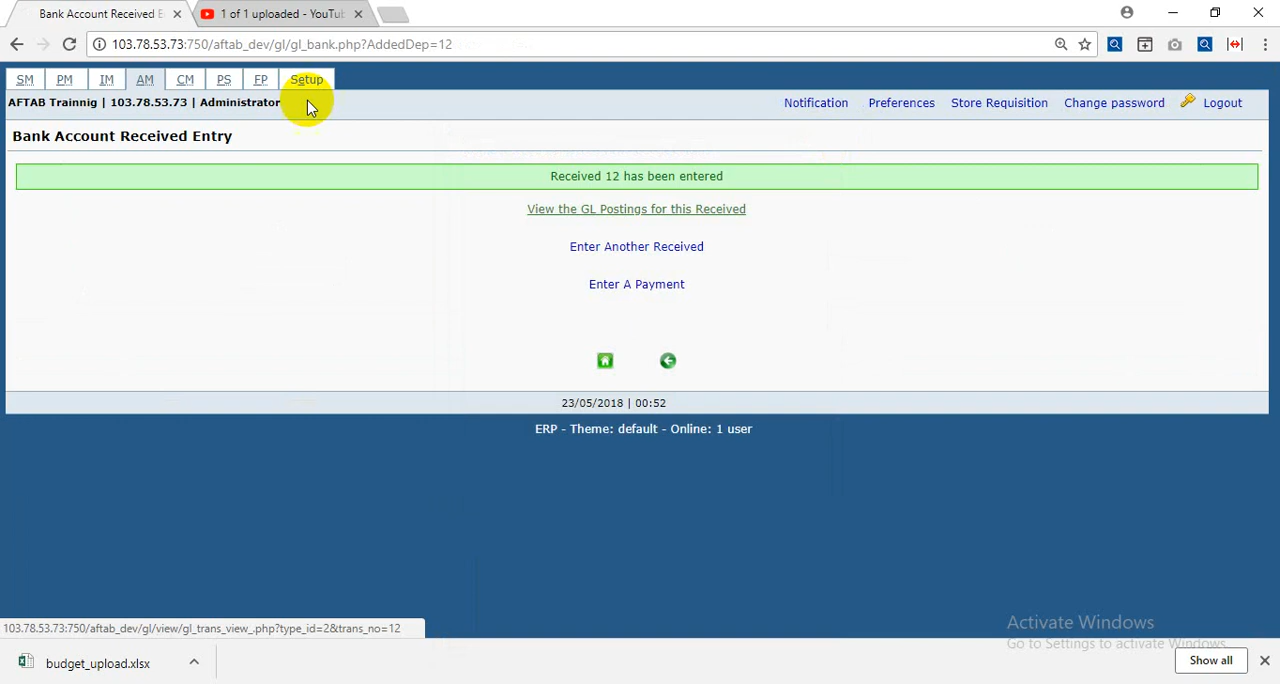 Bank Account Received E
1 of 1 uploaded - YouTu
103.78.53.73:750/aftab_dev/gl/gl_bank.php?AddedDep=12
SM PM IM AM CM PS FP Setup
AFTAB Trainnig | 103.78.53.73 | Administrator
Notification Preferences Store Requisition Change password Logout
Bank Account Received Entry
Received 12 has been entered
View the GL Postings for this Received
Enter Another Received
Enter A Payment
23/05/2018 | 00:52
ERP - Theme: default - Online: 1 user
Activate Windows
Go to Settings to activate Windows.
103.78.53.73:750/aftab_dev/gl/view/gl_trans_view_.php?type_id=2&trans_no=12
budget_upload.xlsx
Show all